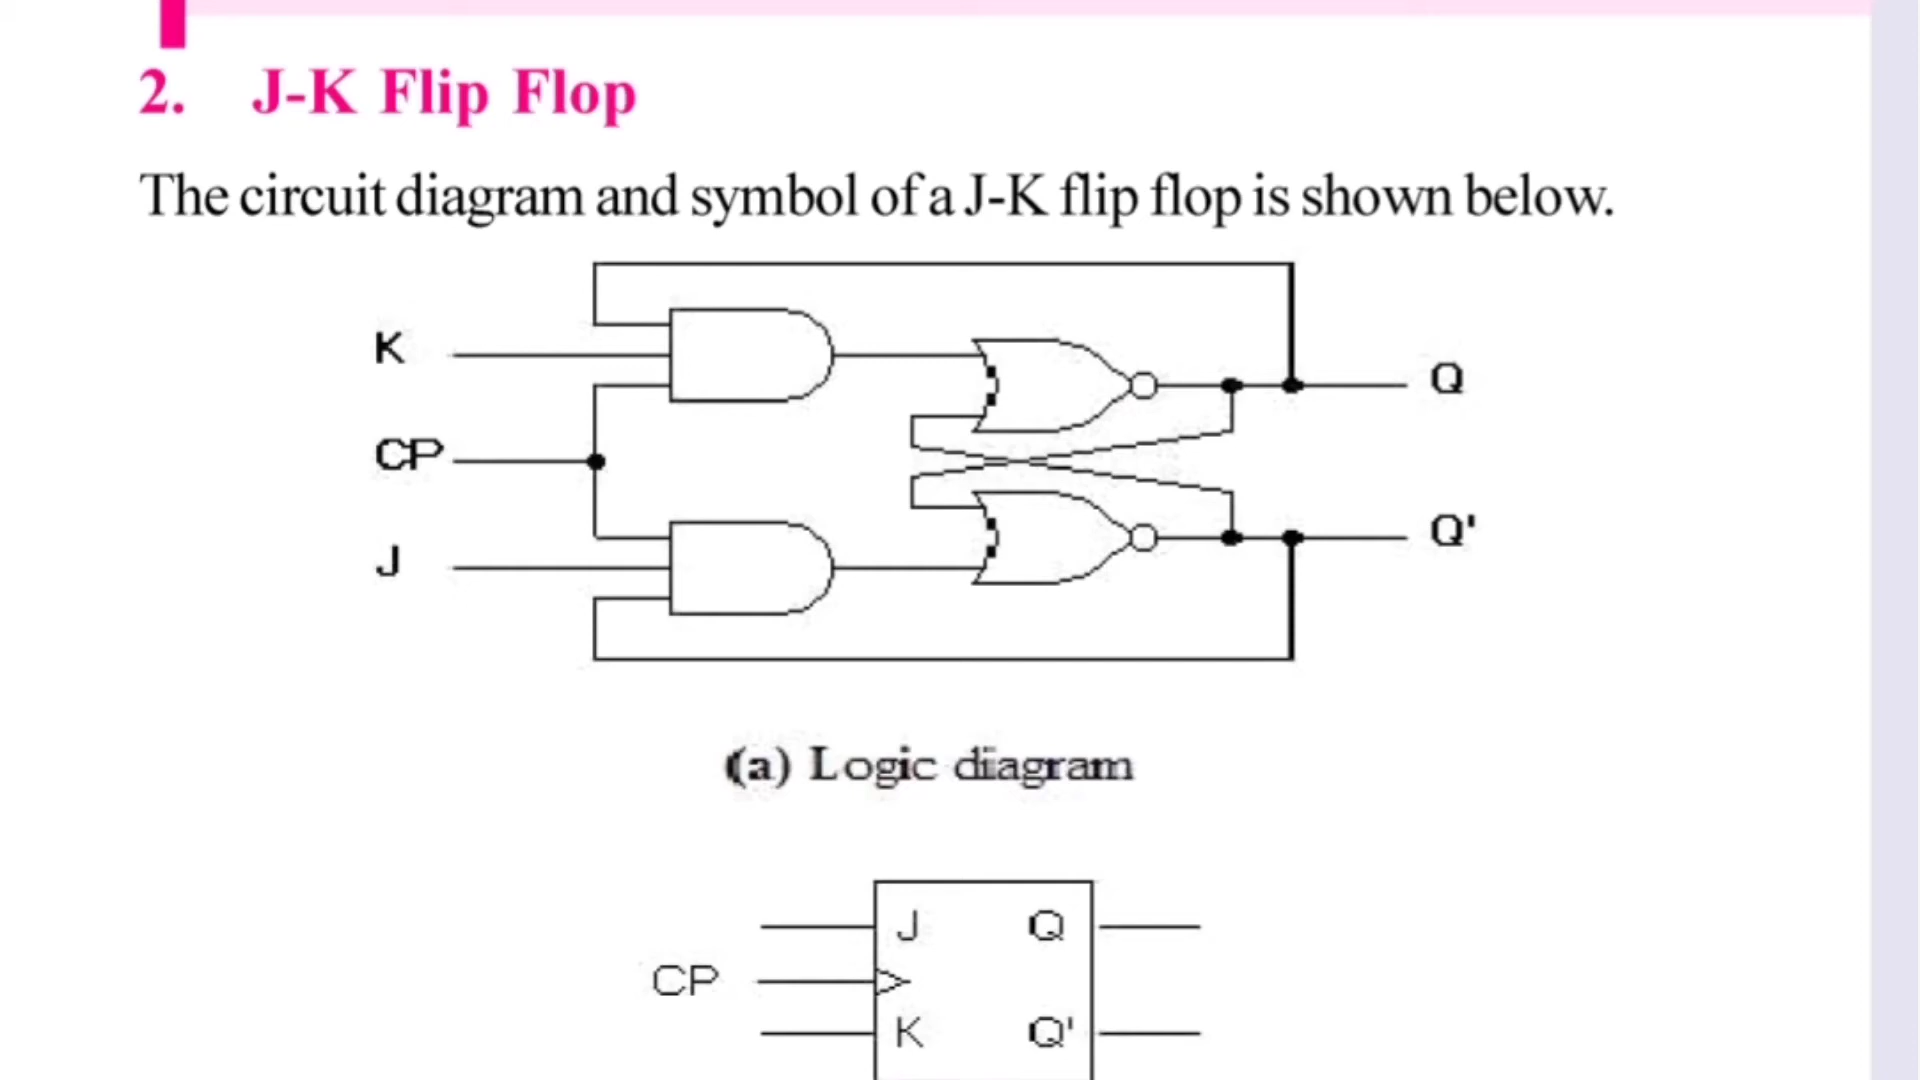 2. J-K Flip Flop
The circuit diagram and symbol of a J-K flip flop is shown below.
K
Q
CP
Q'
J
(a) Logic diagram
J Q
CP
K Q'